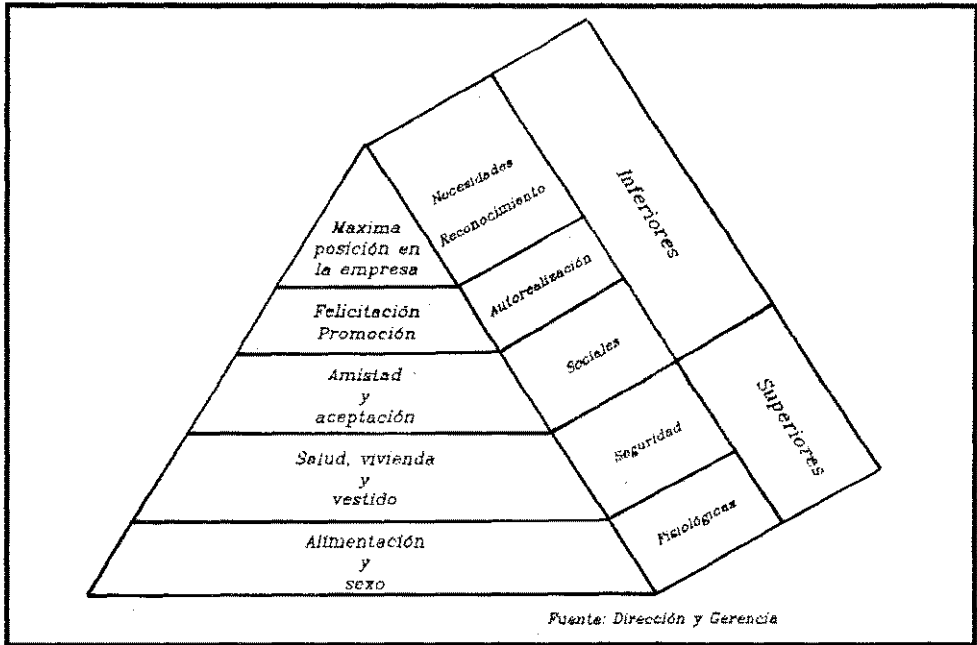 Maxima
posición en
la empresa
Felicitación
Promoción
Amistad
y
aceptación
Salud, vivienda
y
vestido
Alimentación
y
sexo
Necesidades
Reconocimiento
Autorealización
Sociales
Seguridad
Fisiológicas
Inferiores
Superiores
Fuente: Dirección y Gerencia